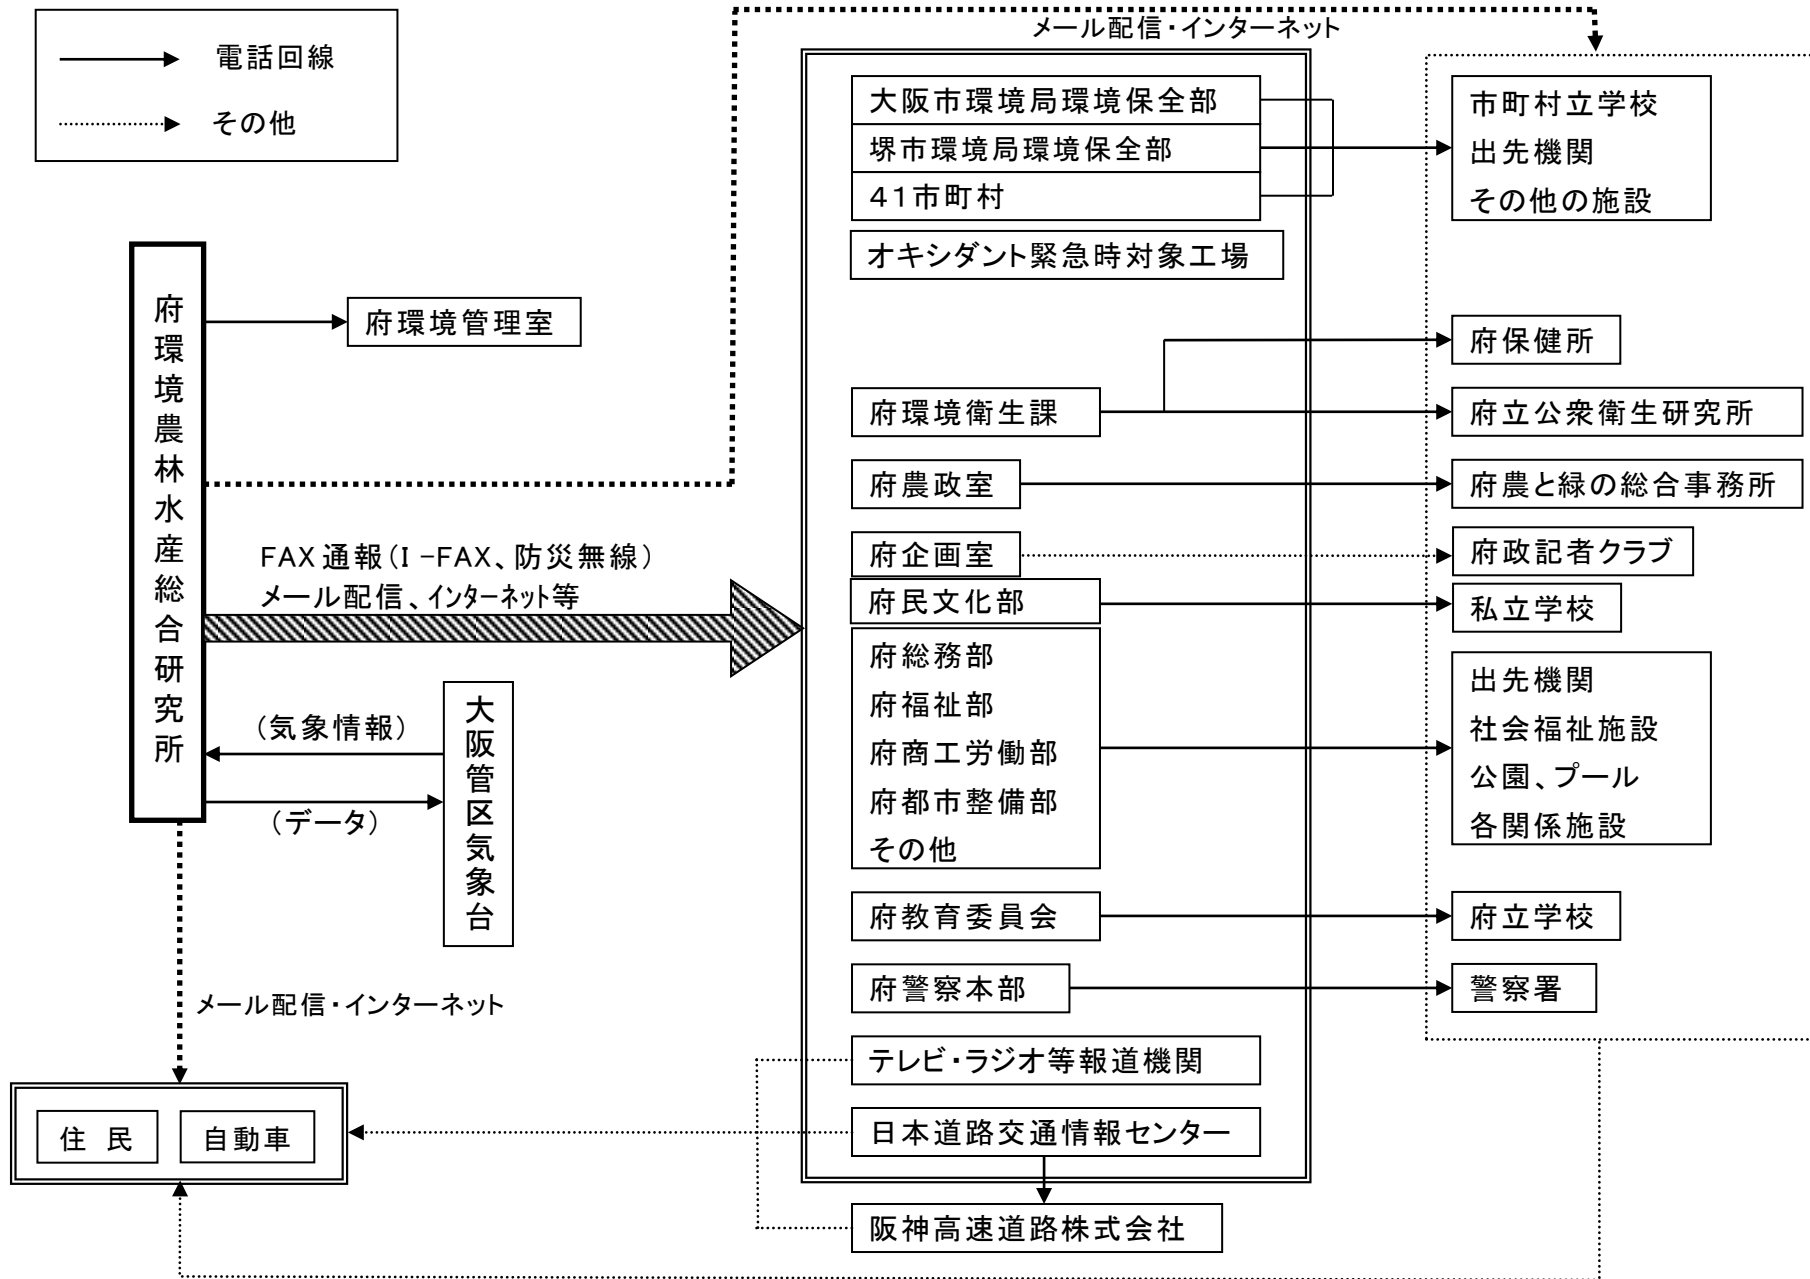 電話回線
その他
メール配信・インターネット
大阪市環境局環境保全部
堺市環境局環境保全部
41市町村
オキシダント緊急時対象工場
市町村立学校
出先機関
その他の施設
府環境農林水産総合研究所
府環境管理室
府保健所
府環境衛生課
府立公衆衛生研究所
府農政室
府農と緑の総合事務所
FAX通報(I-FAX、防災無線)
メール配信、インターネット等
府企画室
府政記者クラブ
府民文化部
私立学校
府総務部
府福祉部
府商工労働部
府都市整備部
その他
出先機関
社会福祉施設
公園、プール
各関係施設
(気象情報)
(データ)
大阪管区気象台
府教育委員会
府立学校
府警察本部
警察署
メール配信・インターネット
テレビ・ラジオ等報道機関
日本道路交通情報センター
住 民
自動車
阪神高速道路株式会社